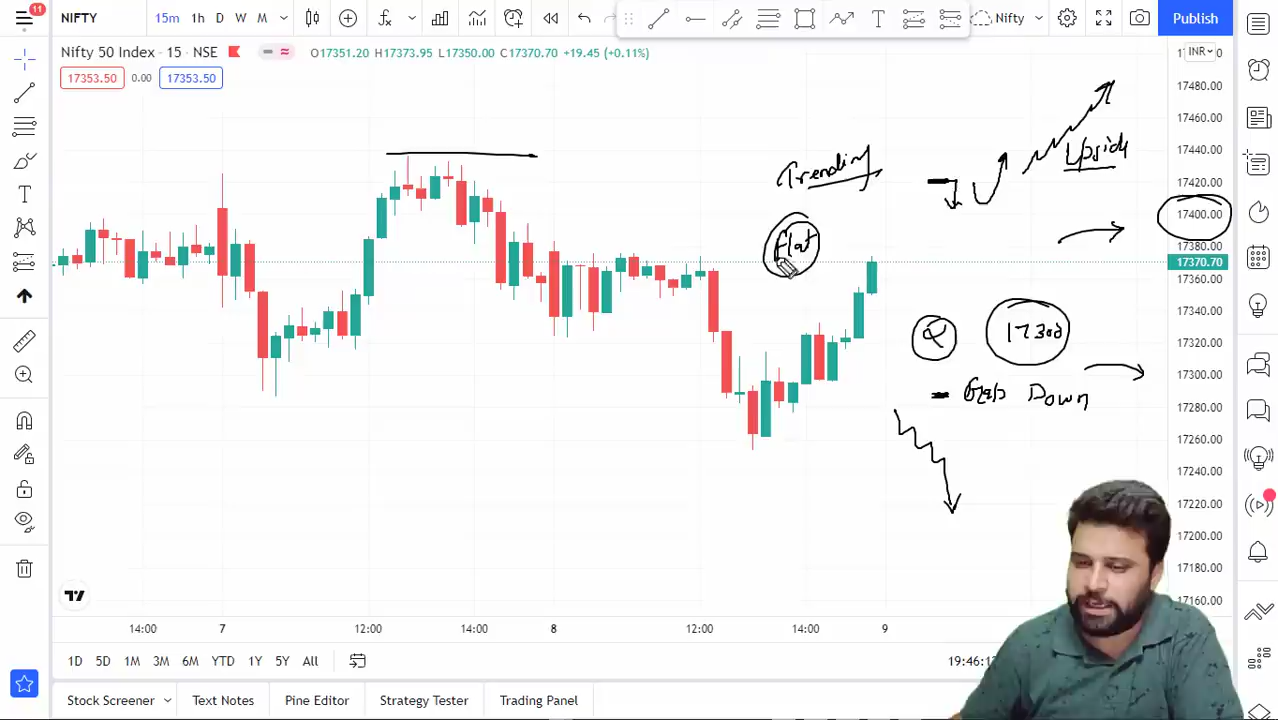 11
NIFTY
15m 1h D W M
Nifty
Publish
Nifty 50 Index · 15 · NSE
O17351.20 H17373.95 L17350.00 C17370.70 +19.45 (+0.11%)
INR
17353.50 0.00 17353.50
17480.00
17460.00
17440.00
17420.00
17400.00
17380.00
17370.70
17360.00
17340.00
17320.00
17300.00
17280.00
17260.00
17240.00
17220.00
17200.00
17180.00
17160.00
Trending
Upside
Flat
17300
Gap Down
14:00 7 12:00 14:00 8 12:00 14:00 9
1D 5D 1M 3M 6M YTD 1Y 5Y All
Stock Screener Text Notes Pine Editor Strategy Tester Trading Panel